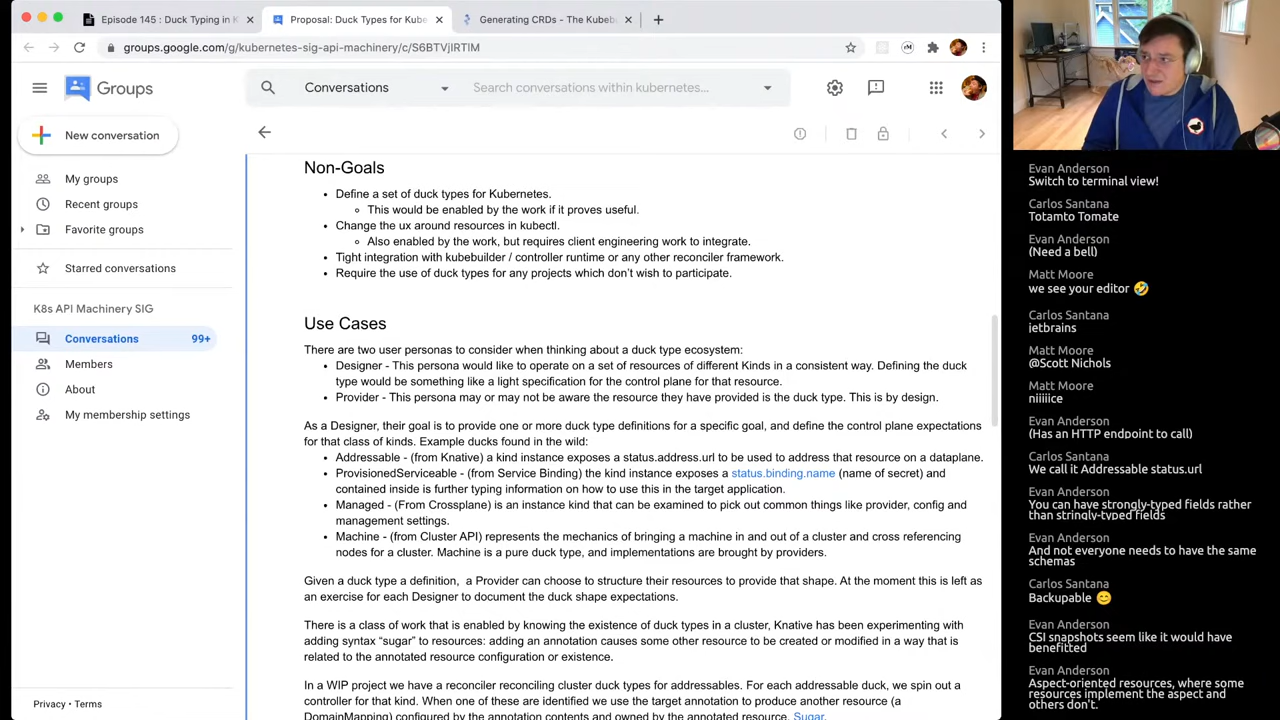 Episode 145 : Duck Typing in K
Proposal: Duck Types for Kube
Generating CRDs - The Kubeb
groups.google.com/g/kubernetes-sig-api-machinery/c/S6BTVjIRTlM
Groups
Conversations
Search conversations within kubernetes...
New conversation
My groups
Recent groups
Favorite groups
Starred conversations
K8s API Machinery SIG
Conversations 99+
Members
About
My membership settings
Privacy • Terms
Non-Goals
• Define a set of duck types for Kubernetes.
○ This would be enabled by the work if it proves useful.
• Change the ux around resources in kubectl.
○ Also enabled by the work, but requires client engineering work to integrate.
• Tight integration with kubebuilder / controller runtime or any other reconciler framework.
• Require the use of duck types for any projects which don't wish to participate.
Use Cases
There are two user personas to consider when thinking about a duck type ecosystem:
• Designer - This persona would like to operate on a set of resources of different Kinds in a consistent way. Defining the duck
type would be something like a light specification for the control plane for that resource.
• Provider - This persona may or may not be aware the resource they have provided is the duck type. This is by design.
As a Designer, their goal is to provide one or more duck type definitions for a specific goal, and define the control plane expectations
for that class of kinds. Example ducks found in the wild:
• Addressable - (from Knative) a kind instance exposes a status.address.url to be used to address that resource on a dataplane.
• ProvisionedServiceable - (from Service Binding) the kind instance exposes a status.binding.name (name of secret) and
contained inside is further typing information on how to use this in the target application.
• Managed - (From Crossplane) is an instance kind that can be examined to pick out common things like provider, config and
management settings.
• Machine - (from Cluster API) represents the mechanics of bringing a machine in and out of a cluster and cross referencing
nodes for a cluster. Machine is a pure duck type, and implementations are brought by providers.
Given a duck type a definition, a Provider can choose to structure their resources to provide that shape. At the moment this is left as
an exercise for each Designer to document the duck shape expectations.
There is a class of work that is enabled by knowing the existence of duck types in a cluster, Knative has been experimenting with
adding syntax “sugar” to resources: adding an annotation causes some other resource to be created or modified in a way that is
related to the annotated resource configuration or existence.
In a WIP project we have a reconciler reconciling cluster duck types for addressables. For each addressable duck, we spin out a
controller for that kind. When one of these are identified we use the target annotation to produce another resource (a
DomainMapping) configured by the annotation contents and owned by the annotated resource. Sugar.
Evan Anderson
Switch to terminal view!
Carlos Santana
Totamto Tomate
Evan Anderson
(Need a bell)
Matt Moore
we see your editor 🤣
Carlos Santana
jetbrains
Matt Moore
@Scott Nichols
Matt Moore
niiiiice
Evan Anderson
(Has an HTTP endpoint to call)
Carlos Santana
We call it Addressable status.url
Evan Anderson
You can have strongly-typed fields rather
than stringly-typed fields
Evan Anderson
And not everyone needs to have the same
schemas
Carlos Santana
Backupable 😊
Evan Anderson
CSI snapshots seem like it would have
benefitted
Evan Anderson
Aspect-oriented resources, where some
resources implement the aspect and
others don't.